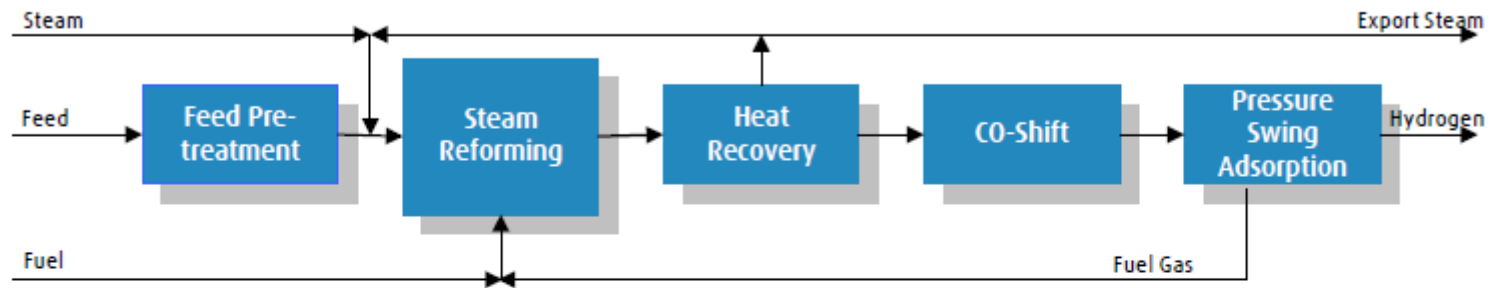 Steam
Export Steam
Feed
Feed Pre-
treatment
Steam
Reforming
Heat
Recovery
CO-Shift
Pressure
Swing
Adsorption
Hydrogen
Fuel
Fuel Gas